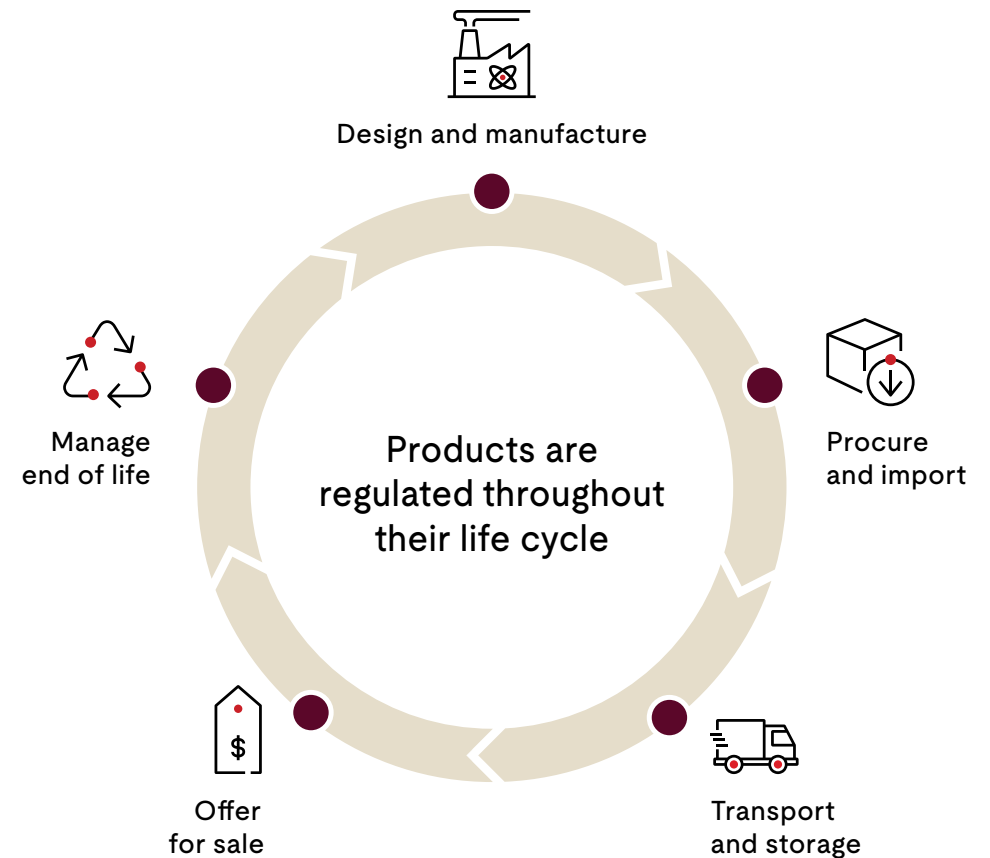 Design and manufacture
Procure
and import
Transport
and storage
$
Offer
for sale
Manage
end of life
Products are
regulated throughout
their life cycle